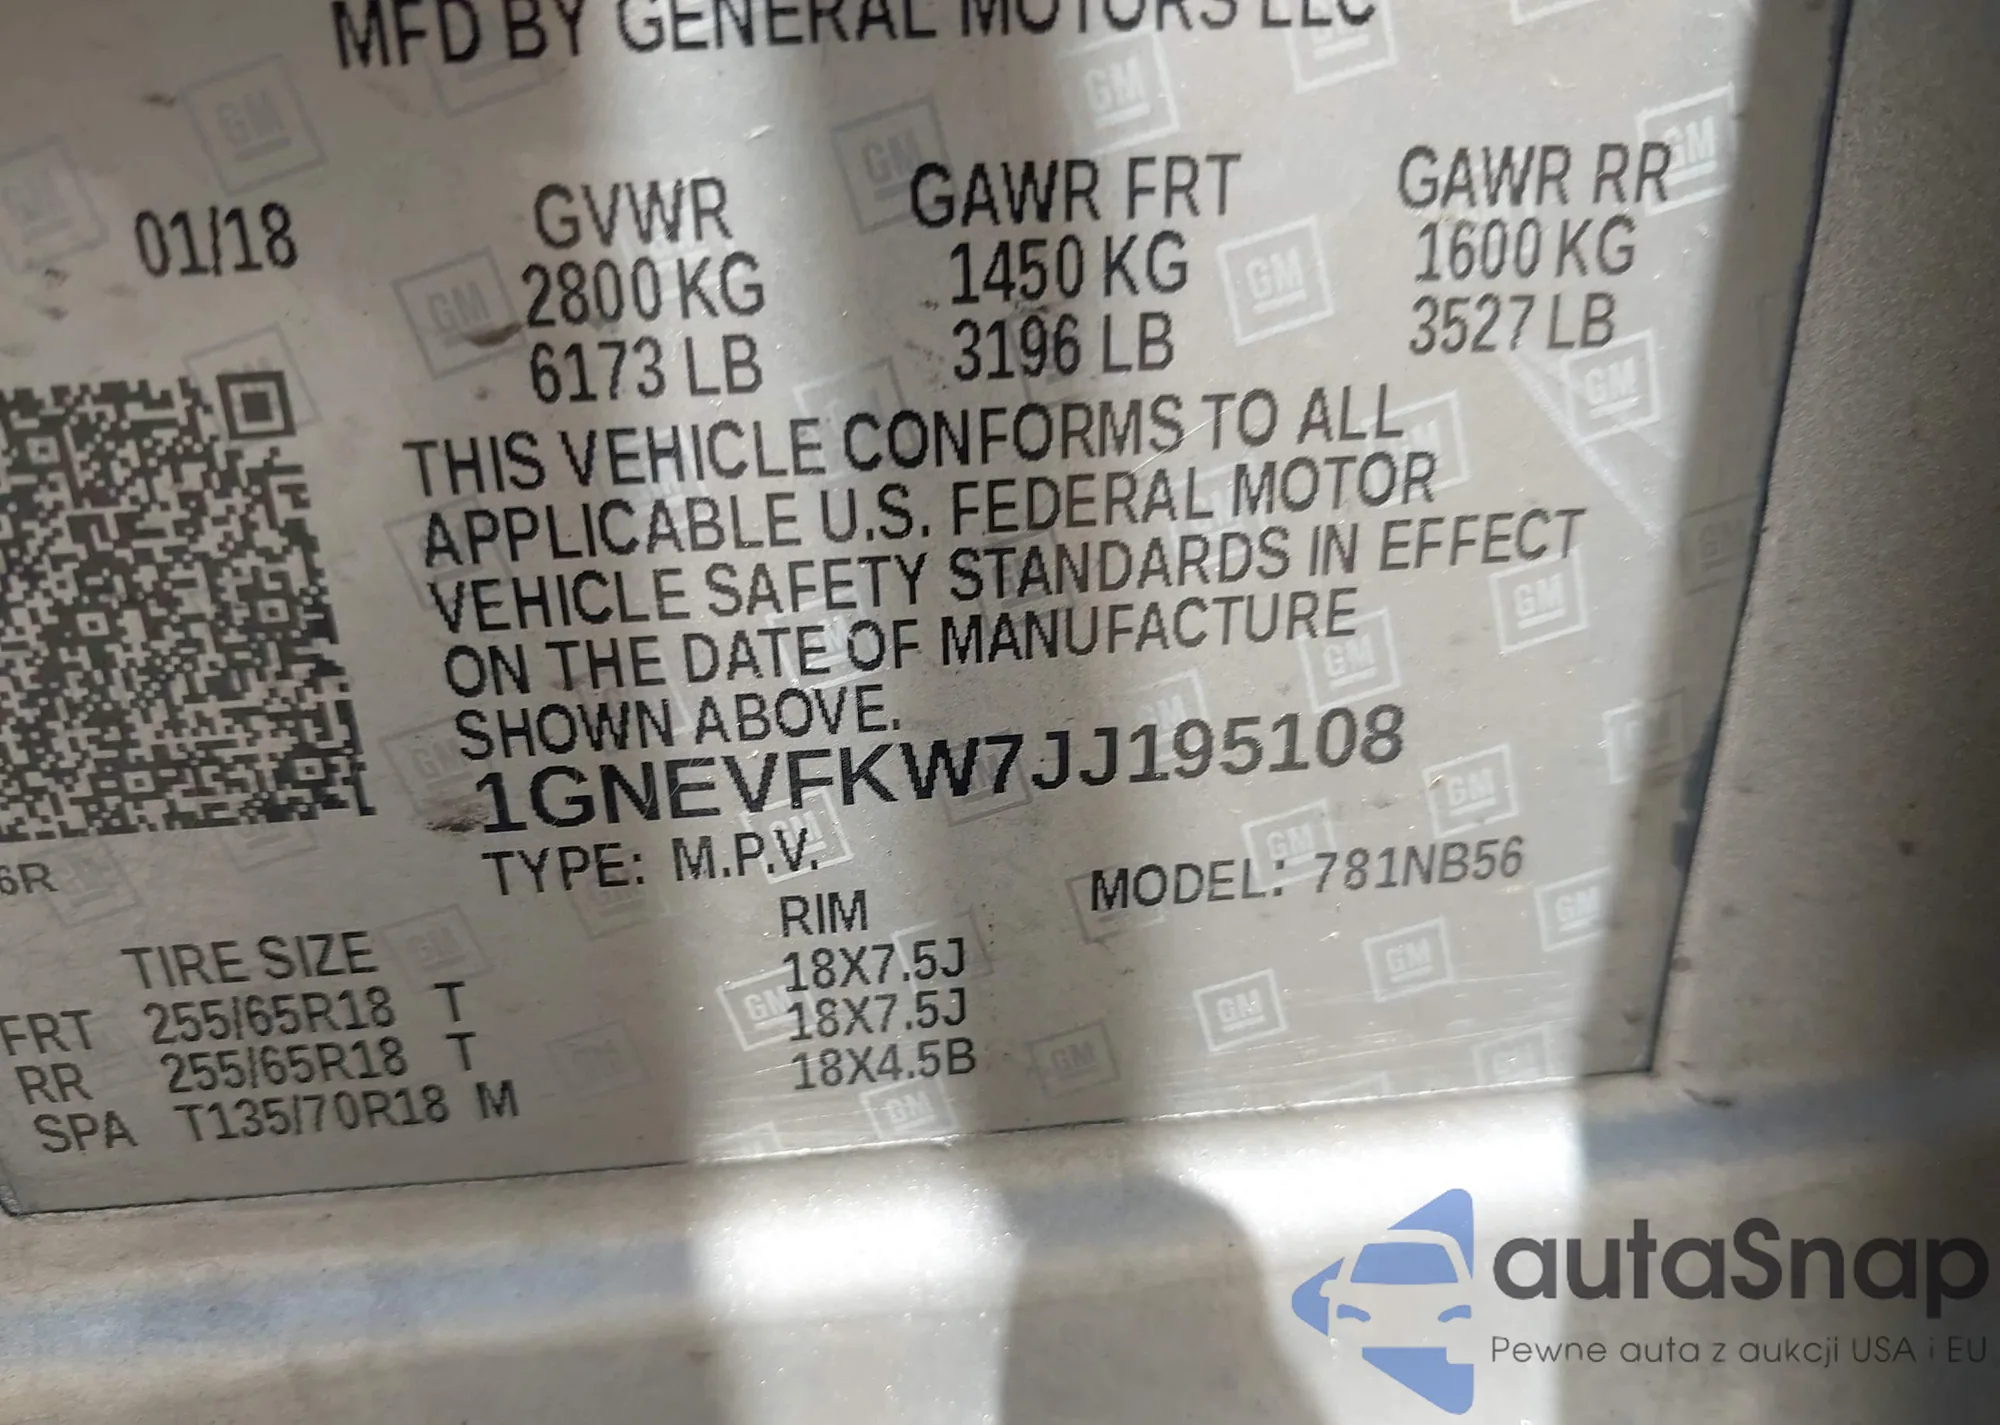 MFD BY GENERAL MOTORS LLC
01/18 GVWR GAWR FRT GAWR RR
2800 KG 1450 KG 1600 KG
6173 LB 3196 LB 3527 LB
THIS VEHICLE CONFORMS TO ALL
APPLICABLE U.S. FEDERAL MOTOR
VEHICLE SAFETY STANDARDS IN EFFECT
ON THE DATE OF MANUFACTURE
SHOWN ABOVE.
1GNEVFKW7JJ195108
6R TYPE: M.P.V. MODEL: 781NB56
TIRE SIZE RIM
FRT 255/65R18 T 18X7.5J
RR 255/65R18 T 18X7.5J
SPA T135/70R18 M 18X4.5B
autaSnap
Pewne auta z aukcji USA i EU